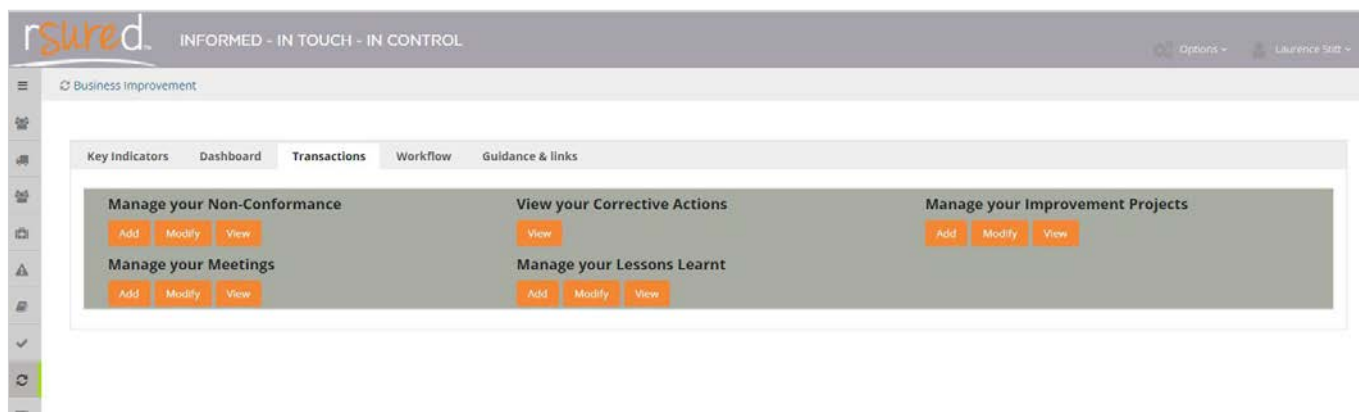 rsured™ INFORMED - IN TOUCH - IN CONTROL
Options Laurence Stitt
Business Improvement
Key Indicators Dashboard Transactions Workflow Guidance & links
Manage your Non-Conformance View your Corrective Actions Manage your Improvement Projects
Add Modify View View Add Modify View
Manage your Meetings Manage your Lessons Learnt
Add Modify View Add Modify View